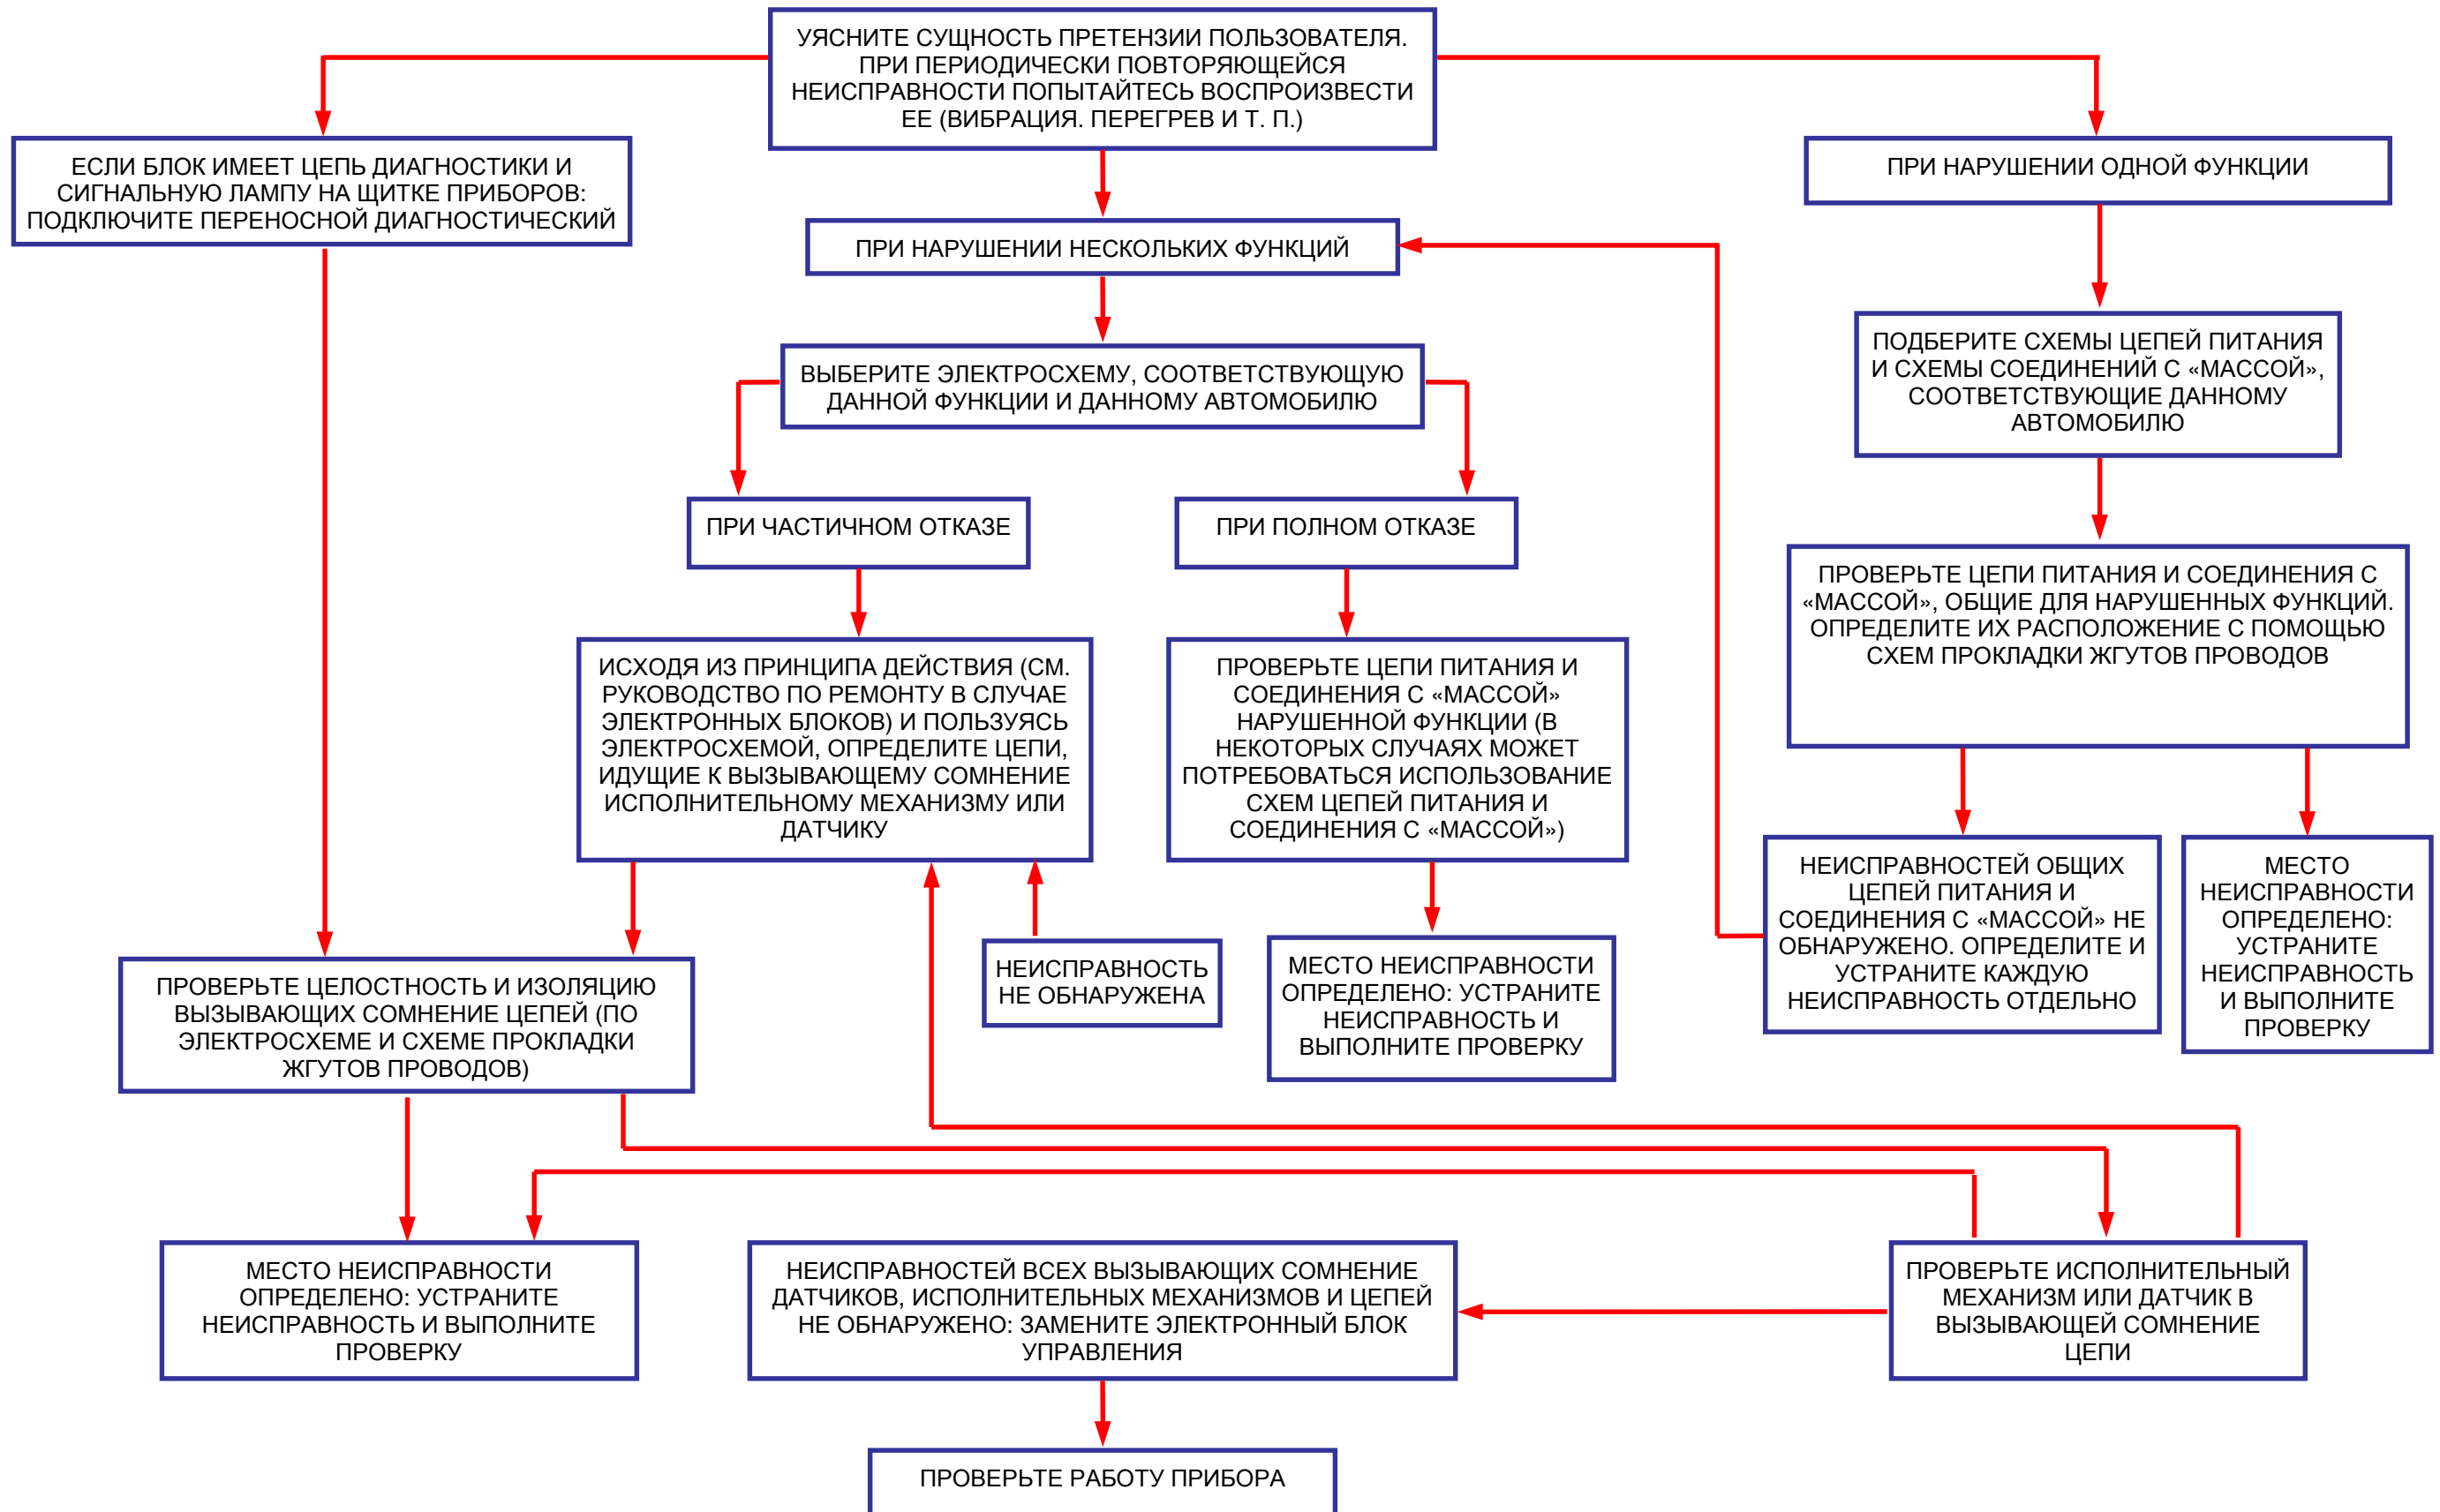 УЯСНИТЕ СУЩНОСТЬ ПРЕТЕНЗИИ ПОЛЬЗОВАТЕЛЯ.
ПРИ ПЕРИОДИЧЕСКИ ПОВТОРЯЮЩЕЙСЯ
НЕИСПРАВНОСТИ ПОПЫТАЙТЕСЬ ВОСПРОИЗВЕСТИ
ЕЕ (ВИБРАЦИЯ. ПЕРЕГРЕВ И Т. П.)
ЕСЛИ БЛОК ИМЕЕТ ЦЕПЬ ДИАГНОСТИКИ И
СИГНАЛЬНУЮ ЛАМПУ НА ЩИТКЕ ПРИБОРОВ:
ПОДКЛЮЧИТЕ ПЕРЕНОСНОЙ ДИАГНОСТИЧЕСКИЙ
ПРИ НАРУШЕНИИ ОДНОЙ ФУНКЦИИ
ПРИ НАРУШЕНИИ НЕСКОЛЬКИХ ФУНКЦИЙ
ВЫБЕРИТЕ ЭЛЕКТРОСХЕМУ, СООТВЕТСТВУЮЩУЮ
ДАННОЙ ФУНКЦИИ И ДАННОМУ АВТОМОБИЛЮ
ПОДБЕРИТЕ СХЕМЫ ЦЕПЕЙ ПИТАНИЯ
И СХЕМЫ СОЕДИНЕНИЙ С «МАССОЙ»,
СООТВЕТСТВУЮЩИЕ ДАННОМУ
АВТОМОБИЛЮ
ПРИ ЧАСТИЧНОМ ОТКАЗЕ
ПРИ ПОЛНОМ ОТКАЗЕ
ПРОВЕРЬТЕ ЦЕПИ ПИТАНИЯ И СОЕДИНЕНИЯ С
«МАССОЙ», ОБЩИЕ ДЛЯ НАРУШЕННЫХ ФУНКЦИЙ.
ОПРЕДЕЛИТЕ ИХ РАСПОЛОЖЕНИЕ С ПОМОЩЬЮ
СХЕМ ПРОКЛАДКИ ЖГУТОВ ПРОВОДОВ
ИСХОДЯ ИЗ ПРИНЦИПА ДЕЙСТВИЯ (СМ.
РУКОВОДСТВО ПО РЕМОНТУ В СЛУЧАЕ
ЭЛЕКТРОННЫХ БЛОКОВ) И ПОЛЬЗУЯСЬ
ЭЛЕКТРОСХЕМОЙ, ОПРЕДЕЛИТЕ ЦЕПИ,
ИДУЩИЕ К ВЫЗЫВАЮЩЕМУ СОМНЕНИЕ
ИСПОЛНИТЕЛЬНОМУ МЕХАНИЗМУ ИЛИ
ДАТЧИКУ
ПРОВЕРЬТЕ ЦЕПИ ПИТАНИЯ И
СОЕДИНЕНИЯ С «МАССОЙ»
НАРУШЕННОЙ ФУНКЦИИ (В
НЕКОТОРЫХ СЛУЧАЯХ МОЖЕТ
ПОТРЕБОВАТЬСЯ ИСПОЛЬЗОВАНИЕ
СХЕМ ЦЕПЕЙ ПИТАНИЯ И
СОЕДИНЕНИЯ С «МАССОЙ»)
НЕИСПРАВНОСТЕЙ ОБЩИХ
ЦЕПЕЙ ПИТАНИЯ И
СОЕДИНЕНИЯ С «МАССОЙ» НЕ
ОБНАРУЖЕНО. ОПРЕДЕЛИТЕ И
УСТРАНИТЕ КАЖДУЮ
НЕИСПРАВНОСТЬ ОТДЕЛЬНО
МЕСТО
НЕИСПРАВНОСТИ
ОПРЕДЕЛЕНО:
УСТРАНИТЕ
НЕИСПРАВНОСТЬ
И ВЫПОЛНИТЕ
ПРОВЕРКУ
НЕИСПРАВНОСТЬ
НЕ ОБНАРУЖЕНА
МЕСТО НЕИСПРАВНОСТИ
ОПРЕДЕЛЕНО: УСТРАНИТЕ
НЕИСПРАВНОСТЬ И
ВЫПОЛНИТЕ ПРОВЕРКУ
ПРОВЕРЬТЕ ЦЕЛОСТНОСТЬ И ИЗОЛЯЦИЮ
ВЫЗЫВАЮЩИХ СОМНЕНИЕ ЦЕПЕЙ (ПО
ЭЛЕКТРОСХЕМЕ И СХЕМЕ ПРОКЛАДКИ
ЖГУТОВ ПРОВОДОВ)
МЕСТО НЕИСПРАВНОСТИ
ОПРЕДЕЛЕНО: УСТРАНИТЕ
НЕИСПРАВНОСТЬ И ВЫПОЛНИТЕ
ПРОВЕРКУ
НЕИСПРАВНОСТЕЙ ВСЕХ ВЫЗЫВАЮЩИХ СОМНЕНИЕ
ДАТЧИКОВ, ИСПОЛНИТЕЛЬНЫХ МЕХАНИЗМОВ И ЦЕПЕЙ
НЕ ОБНАРУЖЕНО: ЗАМЕНИТЕ ЭЛЕКТРОННЫЙ БЛОК
УПРАВЛЕНИЯ
ПРОВЕРЬТЕ ИСПОЛНИТЕЛЬНЫЙ
МЕХАНИЗМ ИЛИ ДАТЧИК В
ВЫЗЫВАЮЩЕЙ СОМНЕНИЕ
ЦЕПИ
ПРОВЕРЬТЕ РАБОТУ ПРИБОРА